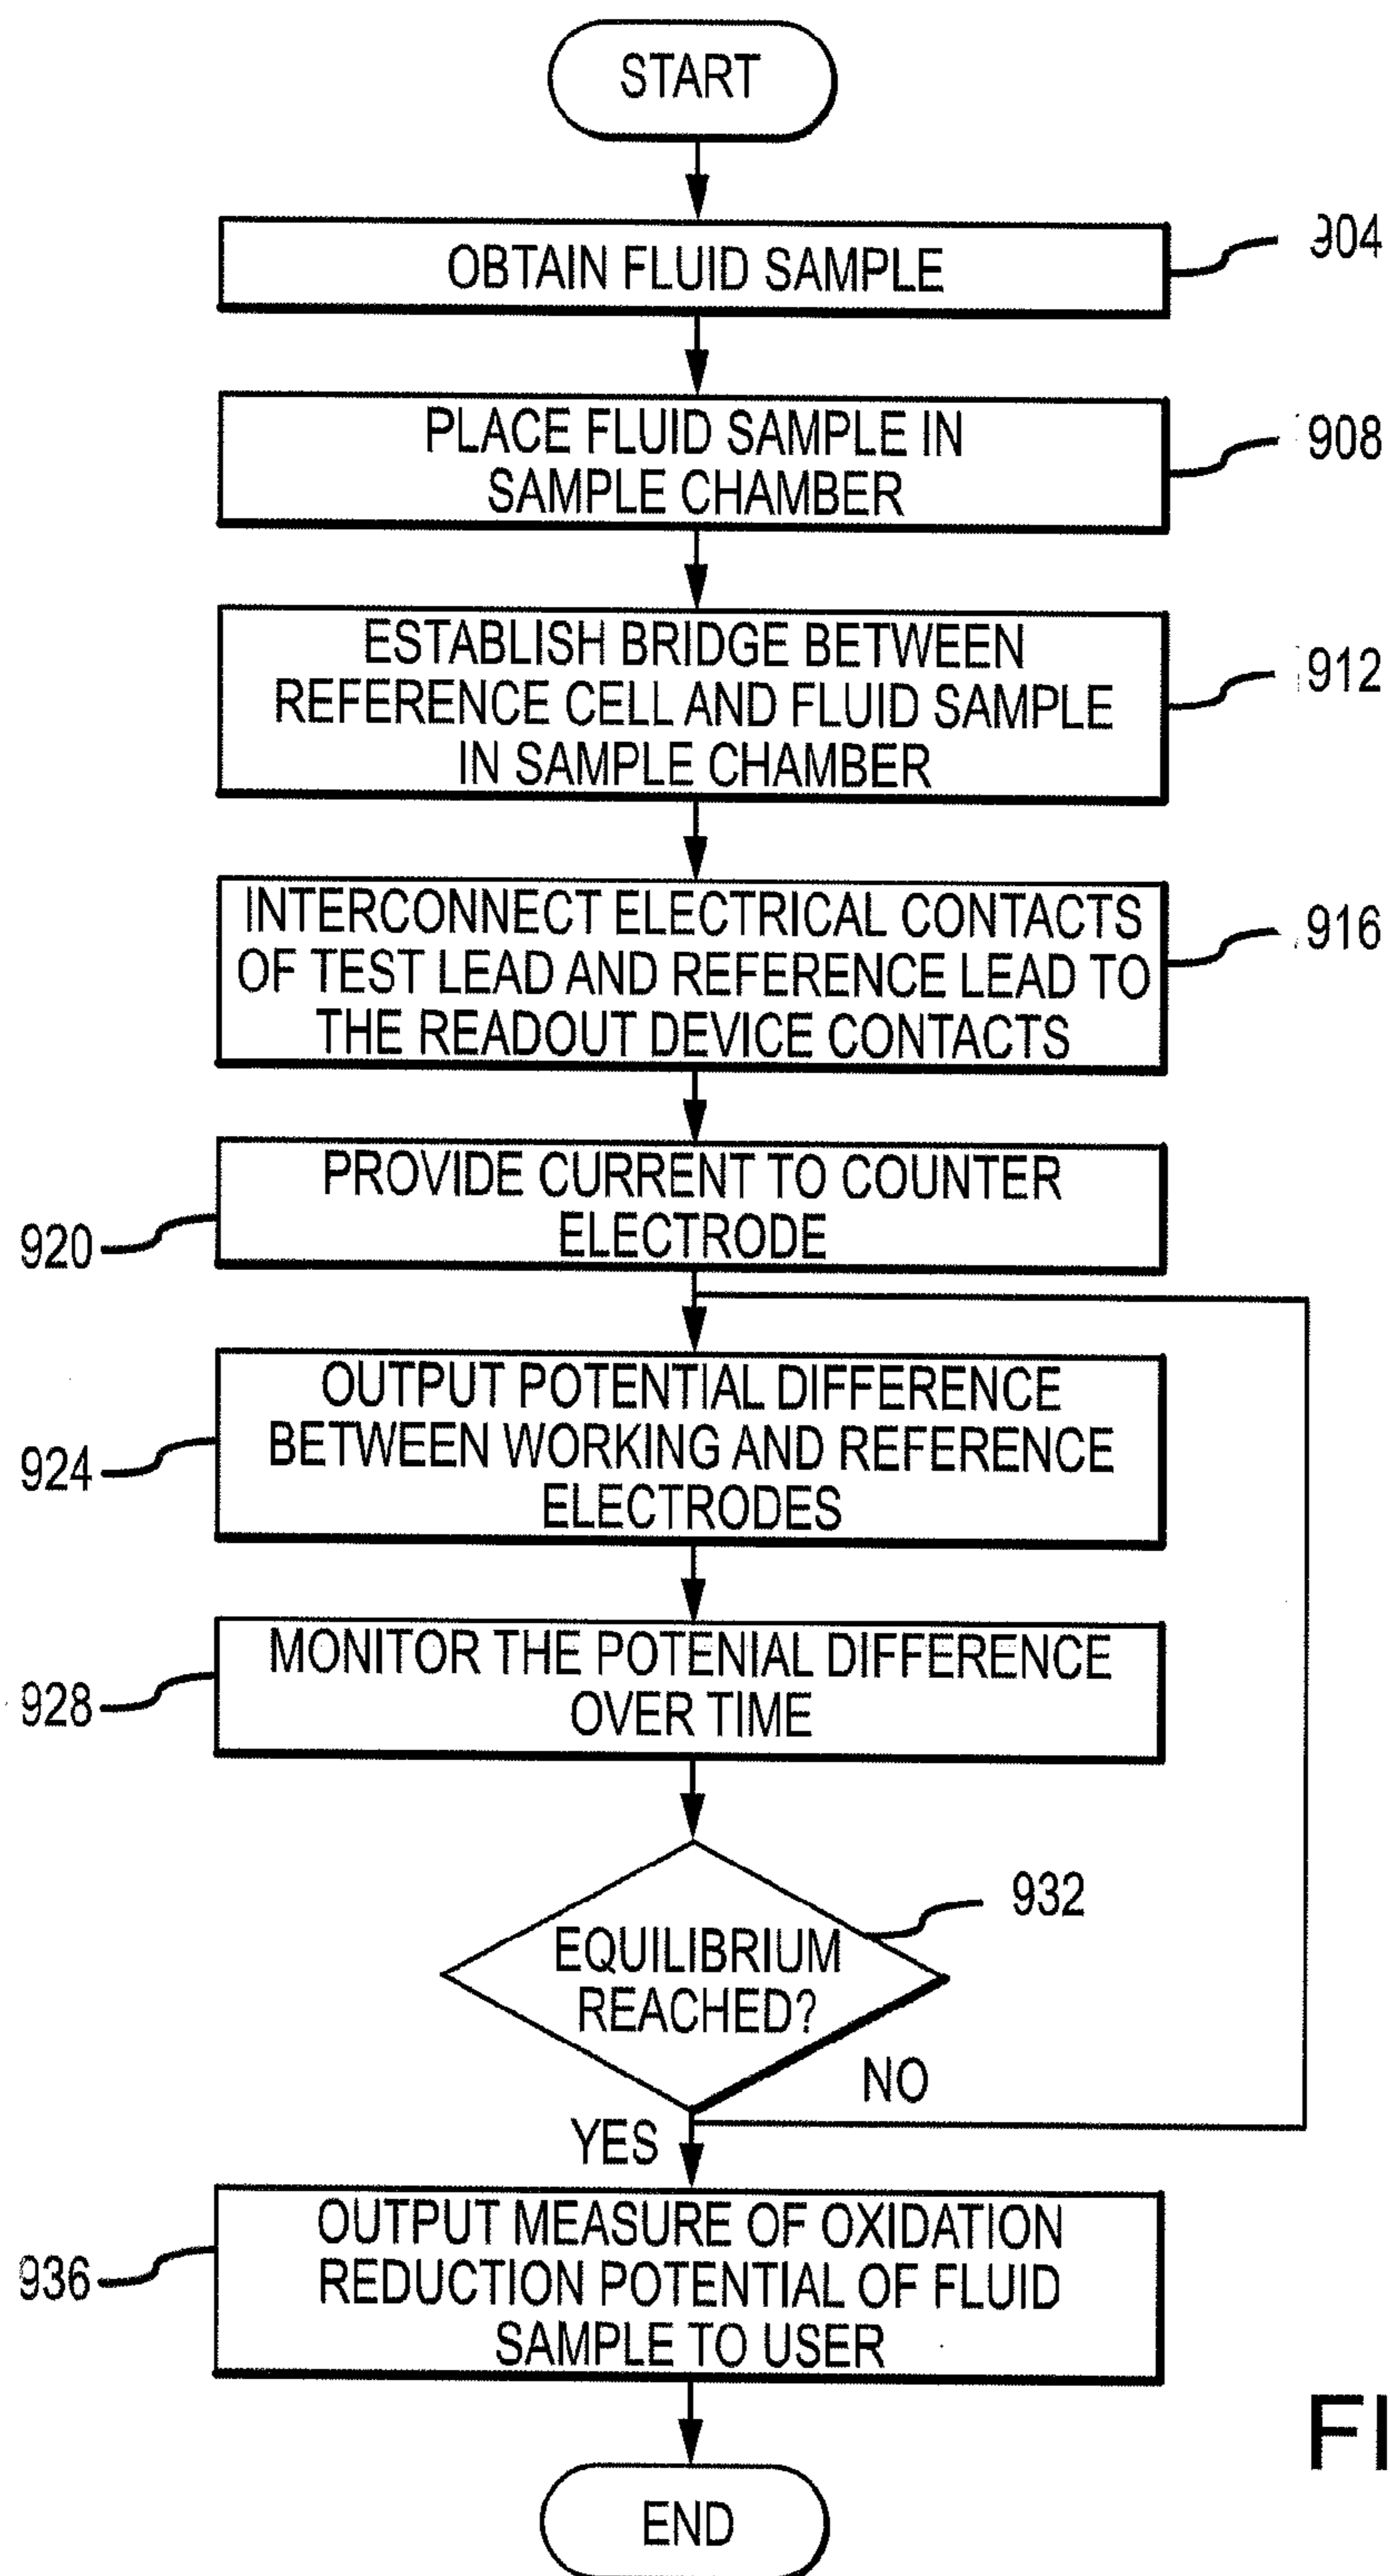 START
OBTAIN FLUID SAMPLE
904
PLACE FLUID SAMPLE IN
SAMPLE CHAMBER
908
ESTABLISH BRIDGE BETWEEN
REFERENCE CELL AND FLUID SAMPLE
IN SAMPLE CHAMBER
912
INTERCONNECT ELECTRICAL CONTACTS
OF TEST LEAD AND REFERENCE LEAD TO
THE READOUT DEVICE CONTACTS
916
PROVIDE CURRENT TO COUNTER
ELECTRODE
920
OUTPUT POTENTIAL DIFFERENCE
BETWEEN WORKING AND REFERENCE
ELECTRODES
924
MONITOR THE POTENIAL DIFFERENCE
OVER TIME
928
932
EQUILIBRIUM
REACHED?
NO
YES
OUTPUT MEASURE OF OXIDATION
REDUCTION POTENTIAL OF FLUID
SAMPLE TO USER
936
FI
END